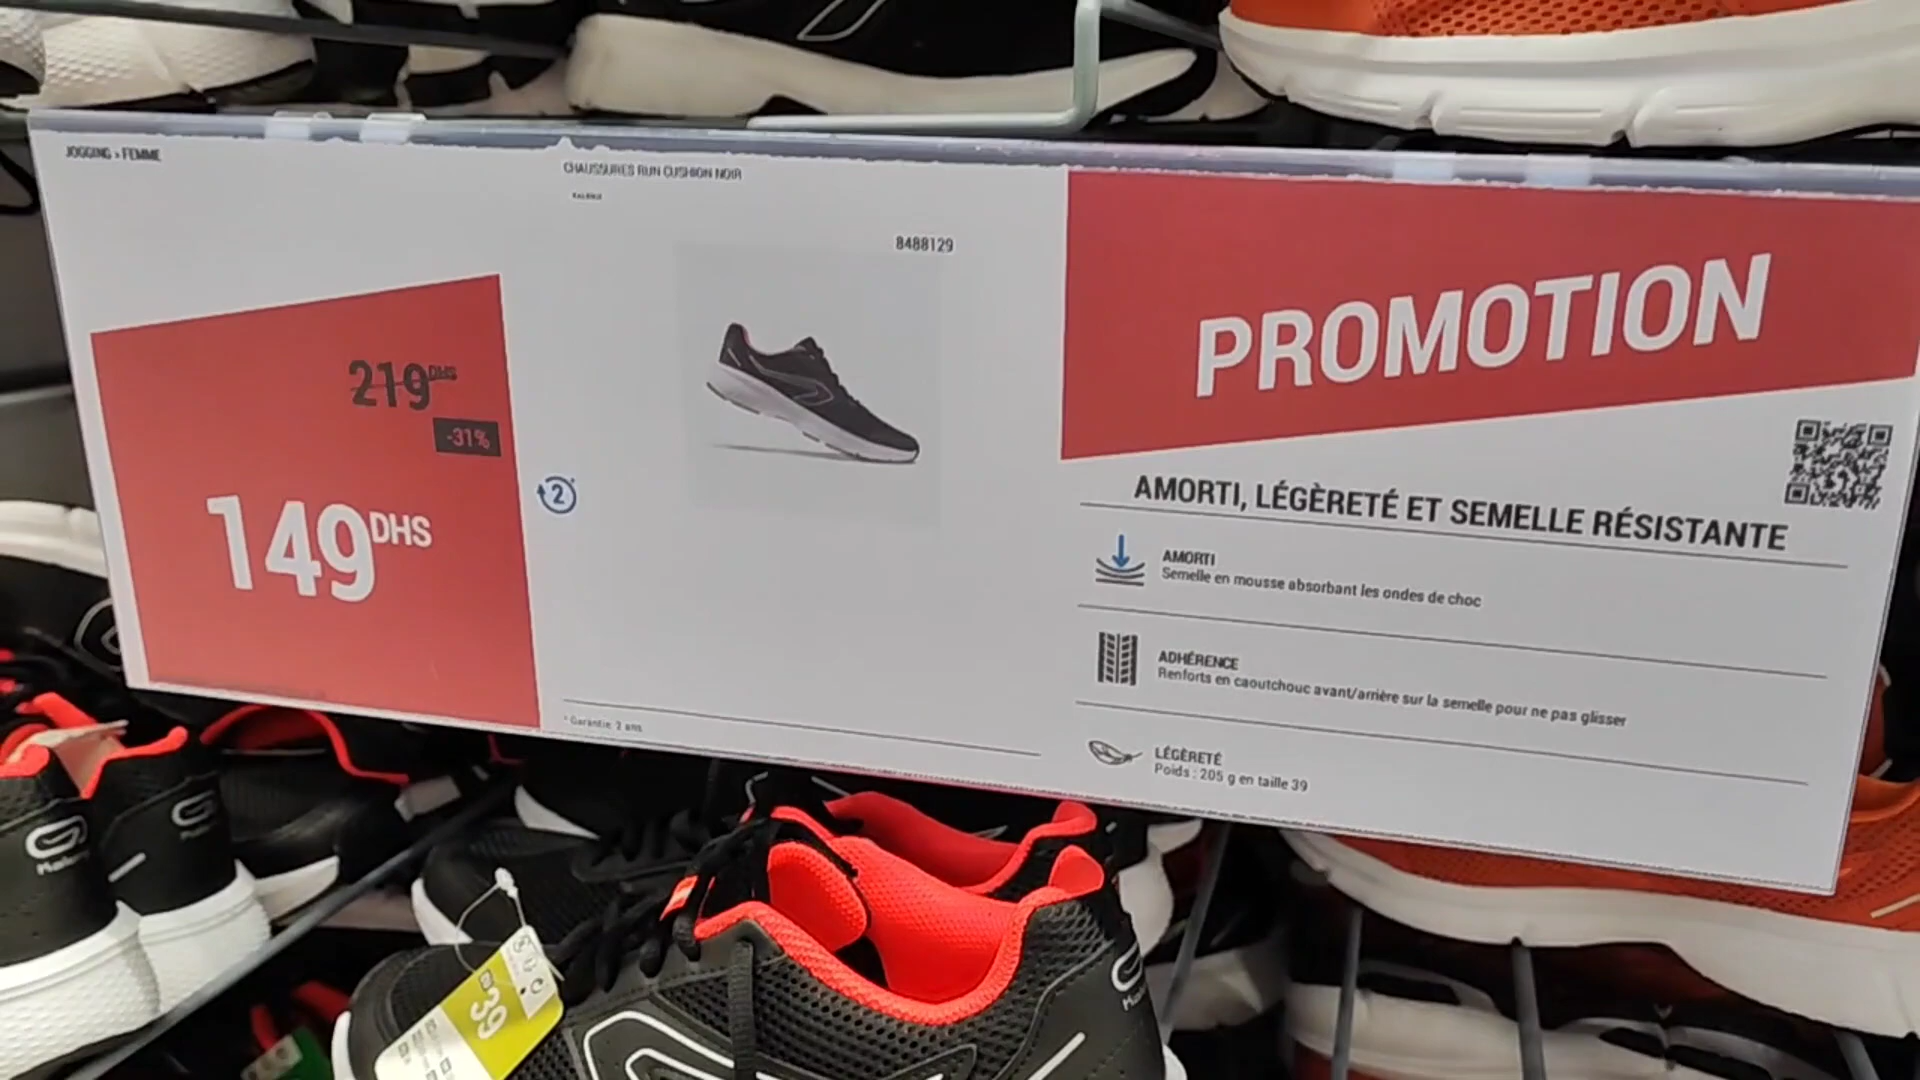 JOGGING > FEMME
219DHS
-31%
149DHS
CHAUSSURES RUN CUSHION NOIR
KALENJI
8488129
2
* Garantie 2 ans
PROMOTION
AMORTI, LÉGÈRETÉ ET SEMELLE RÉSISTANTE
AMORTI
Semelle en mousse absorbant les ondes de choc
ADHÉRENCE
Renforts en caoutchouc avant/arrière sur la semelle pour ne pas glisser
LÉGÈRETÉ
Poids : 205 g en taille 39
39